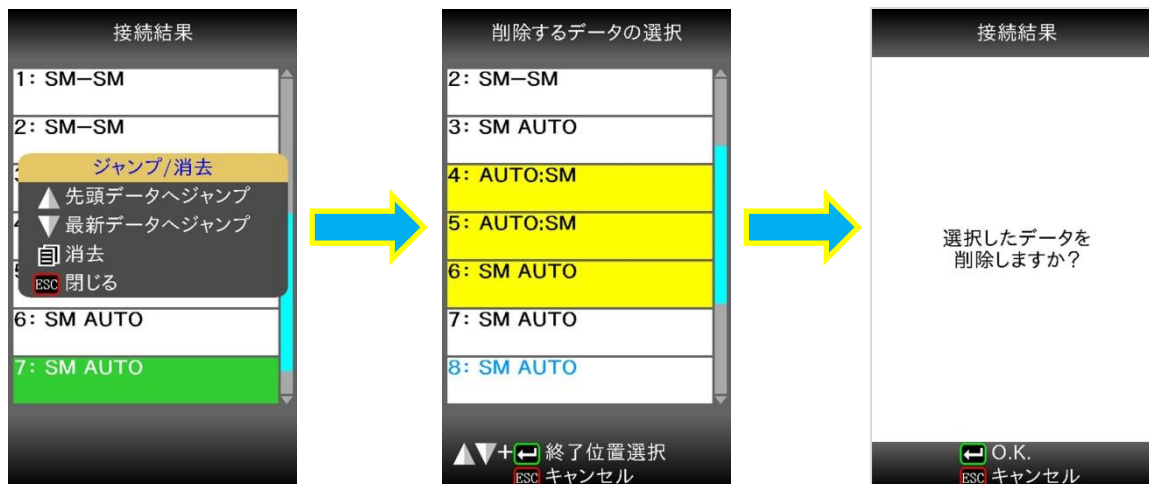 接続結果
1: SM−SM
2: SM−SM
ジャンプ/消去
先頭データへジャンプ
最新データへジャンプ
消去
ESC 閉じる
6: SM AUTO
7: SM AUTO
削除するデータの選択
2: SM−SM
3: SM AUTO
4: AUTO:SM
5: AUTO:SM
6: SM AUTO
7: SM AUTO
8: SM AUTO
▲▼+ 終了位置選択
ESC キャンセル
接続結果
選択したデータを
削除しますか？
O.K.
ESC キャンセル